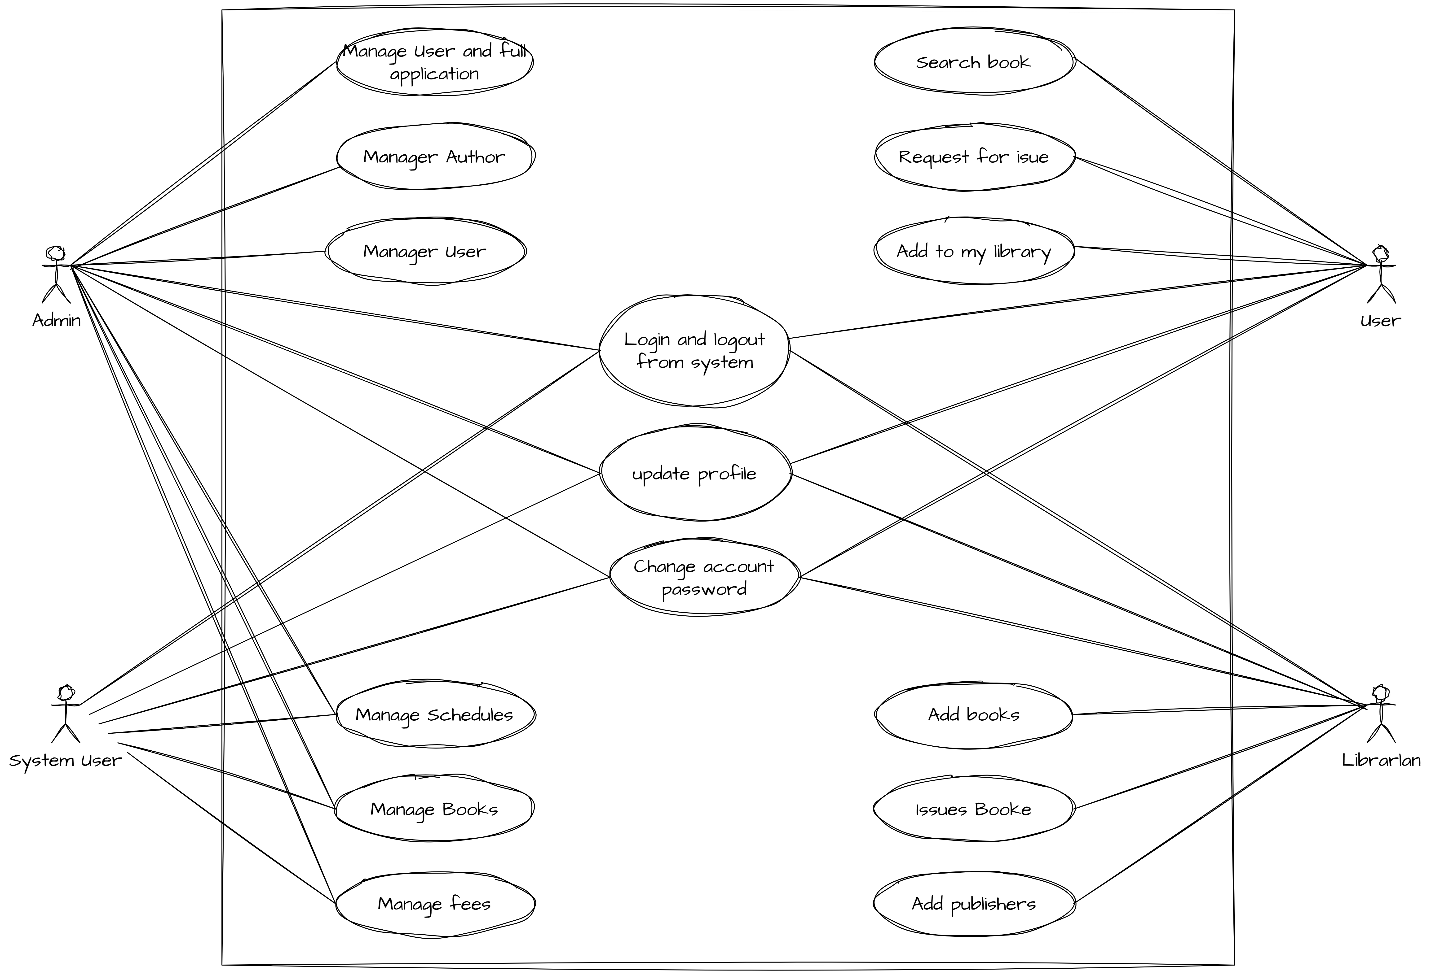 Manage User and full
application
Search book
Manager Author
Request for isue
Manager User
Add to my library
Admin
User
Login and logout
from system
update profile
Change account
password
Manage Schedules
Add books
System User
Librarian
Manage Books
Issues Booke
Manage fees
Add publishers